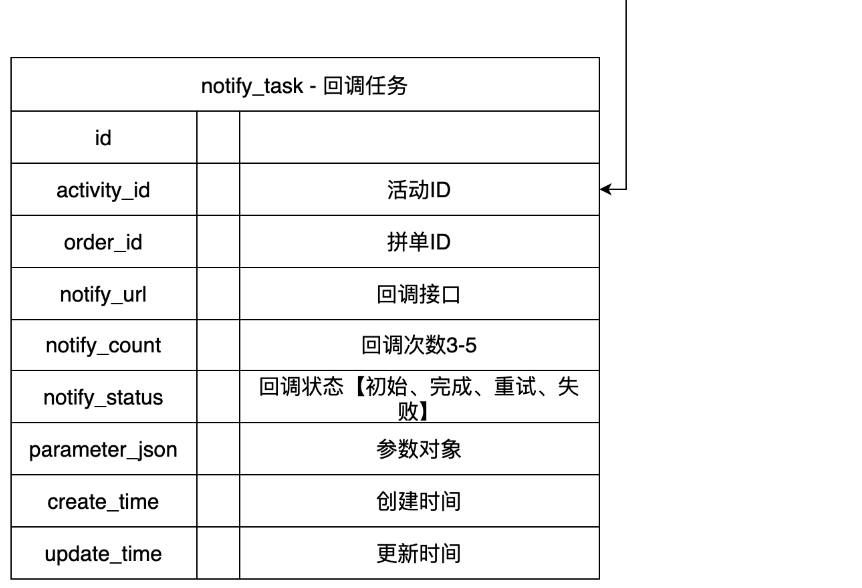 notify_task - 回调任务
id
activity_id 活动ID
order_id 拼单ID
notify_url 回调接口
notify_count 回调次数3-5
notify_status 回调状态【初始、完成、重试、失
败】
parameter_json 参数对象
create_time 创建时间
update_time 更新时间